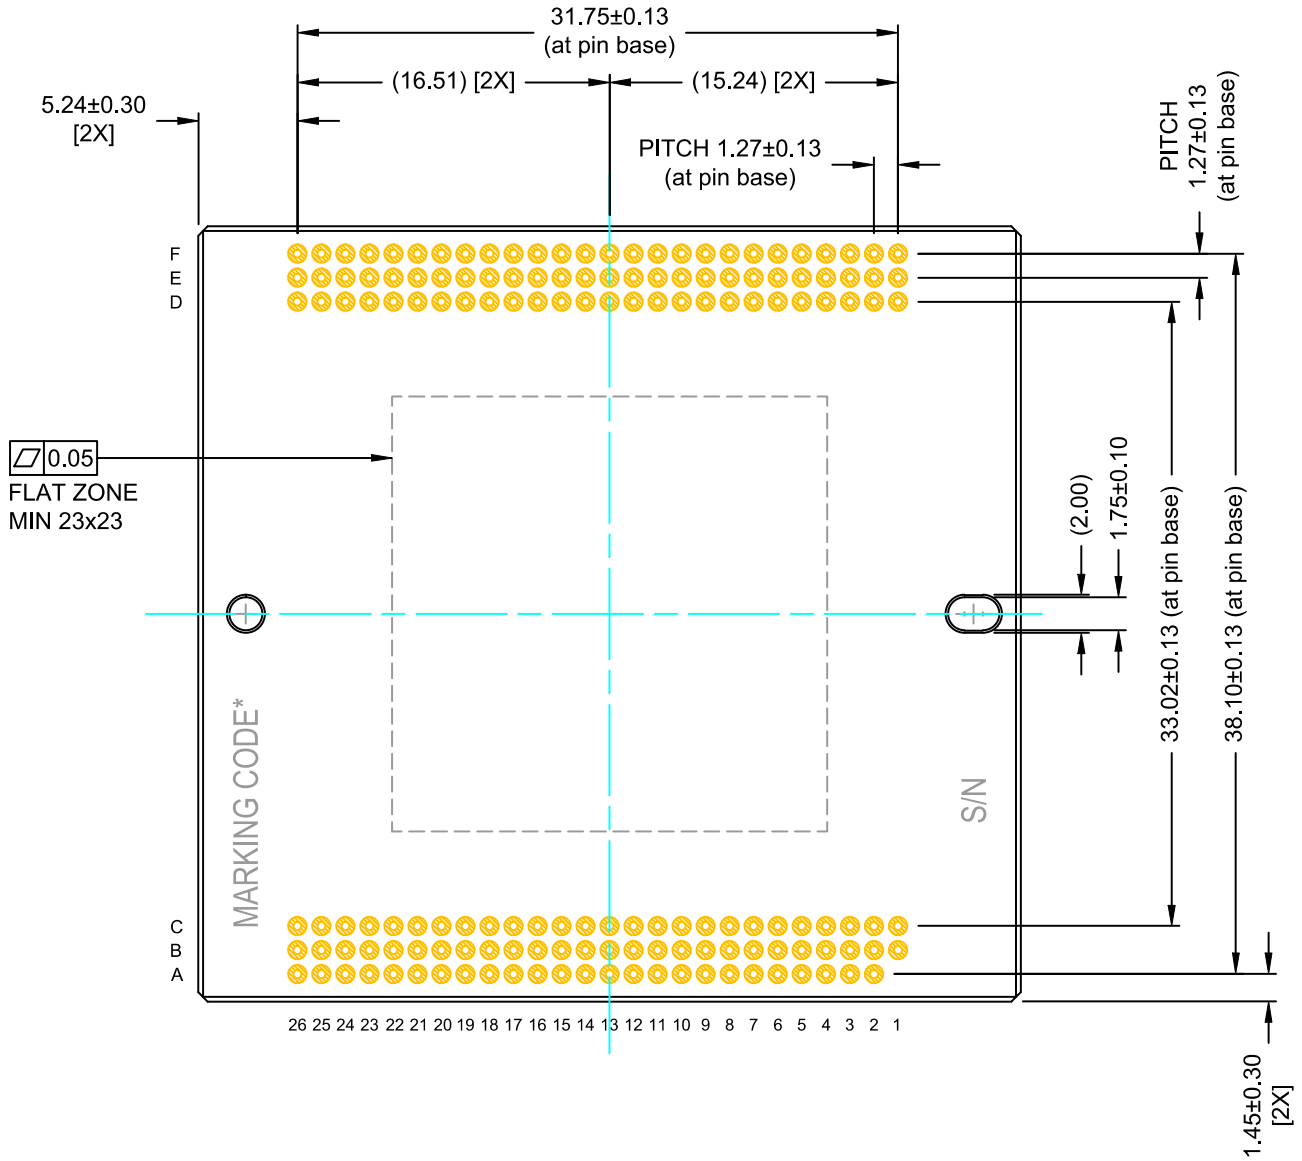 31.75±0.13
(at pin base)
(16.51) [2X]
(15.24) [2X]
5.24±0.30
[2X]
PITCH 1.27±0.13
(at pin base)
PITCH
1.27±0.13
(at pin base)
F
E
D
0.05
FLAT ZONE
MIN 23x23
(2.00)
1.75±0.10
33.02±0.13 (at pin base)
38.10±0.13 (at pin base)
MARKING CODE*
S/N
C
B
A
26 25 24 23 22 21 20 19 18 17 16 15 14 13 12 11 10 9 8 7 6 5 4 3 2 1
1.45±0.30
[2X]